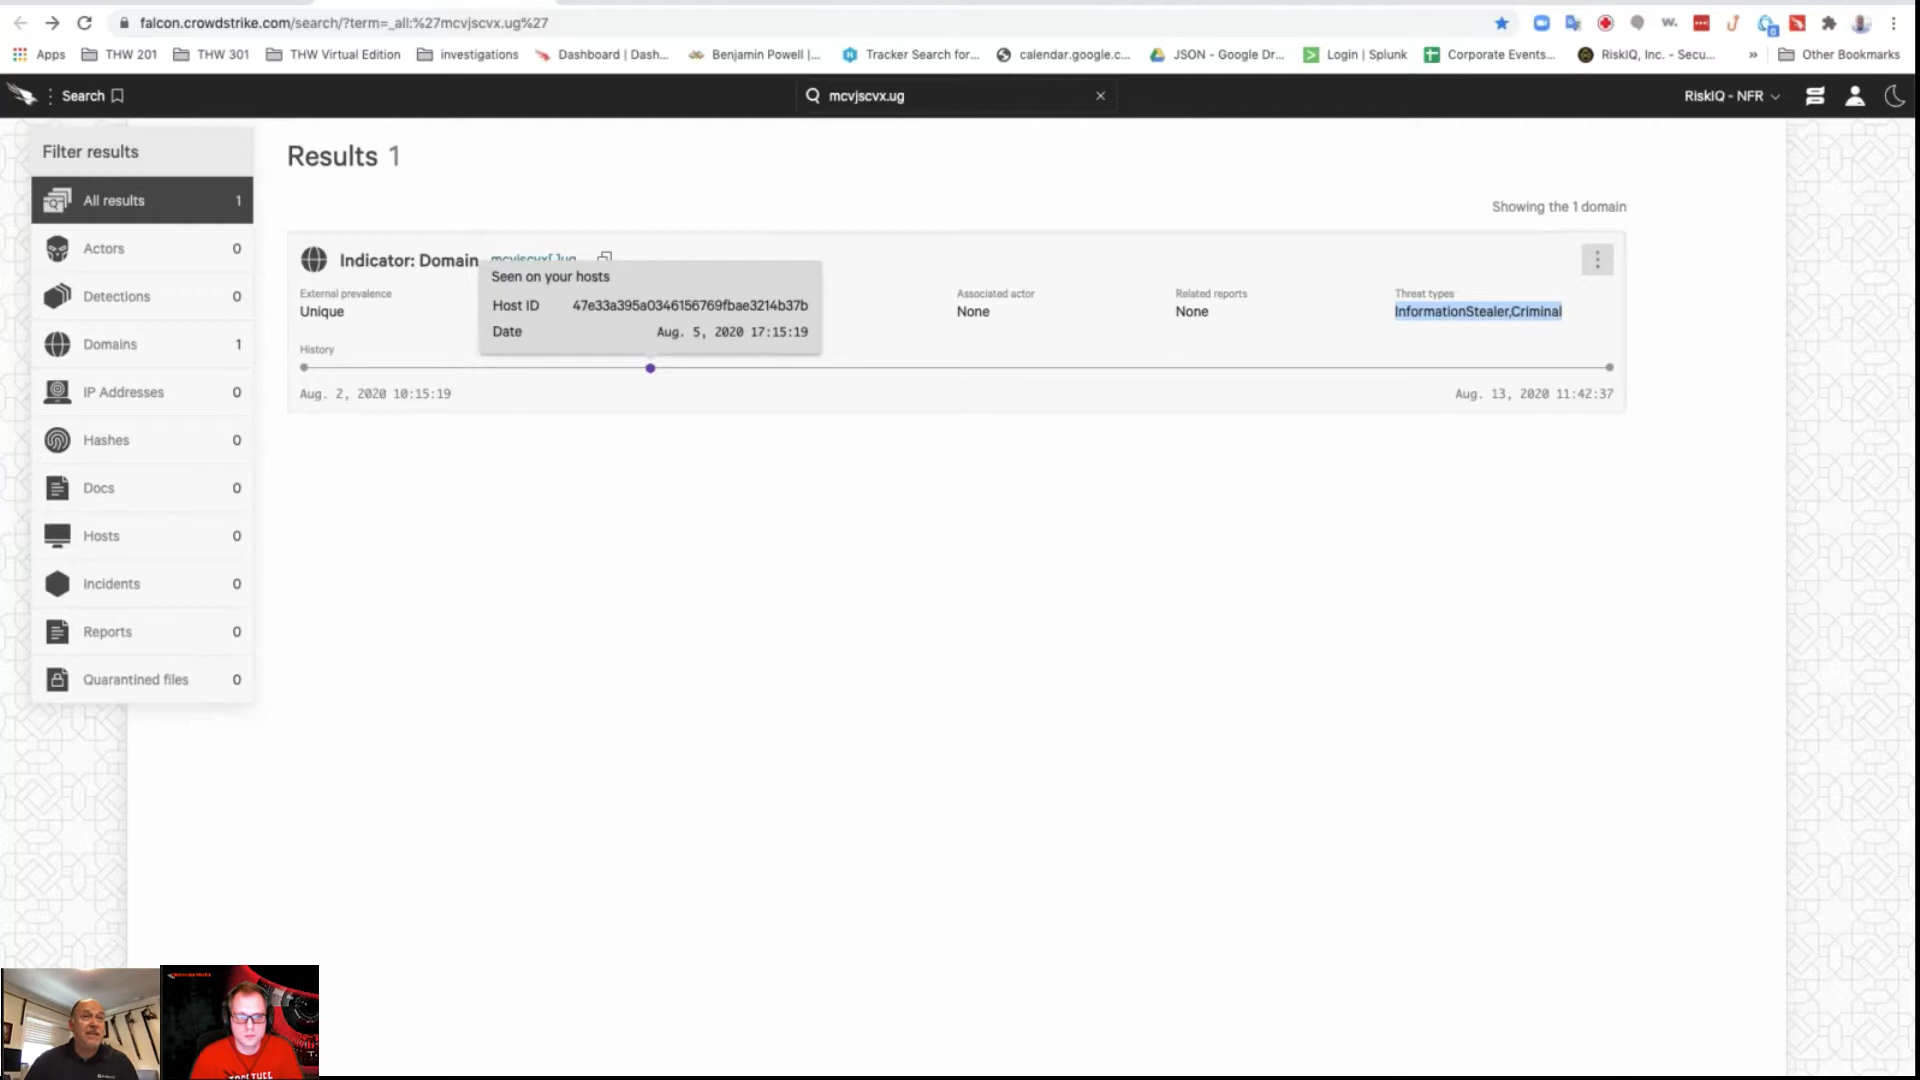 falcon.crowdstrike.com/search/?term=_all:%27mcvjscvx.ug%27
Apps THW 201 THW 301 THW Virtual Edition investigations Dashboard | Dash... Benjamin Powell |... Tracker Search for... calendar.google.c... JSON - Google Dr... Login | Splunk Corporate Events... RiskIQ, Inc. - Secu... » Other Bookmarks
Search mcvjscvx.ug RiskIQ - NFR
Filter results
Results 1
All results 1
Showing the 1 domain
Actors 0
Indicator: Domain mcvjscvx[.]ug
Seen on your hosts
Detections 0
External prevalence Associated actor Related reports Threat types
Host ID 47e33a395a0346156769fbae3214b37b
Unique None None InformationStealer,Criminal
Date Aug. 5, 2020 17:15:19
Domains 1
History
IP Addresses 0
Aug. 2, 2020 10:15:19 Aug. 13, 2020 11:42:37
Hashes 0
Docs 0
Hosts 0
Incidents 0
Reports 0
Quarantined files 0